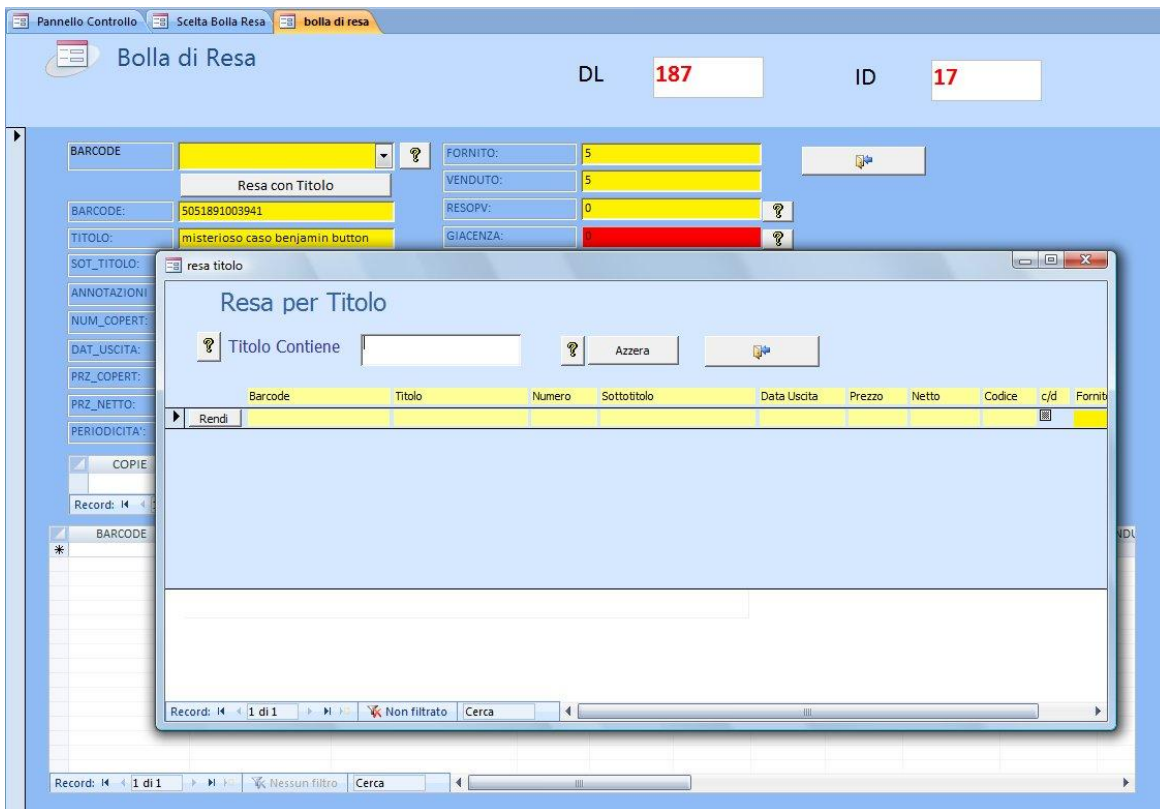 Pannello Controllo Scelta Bolla Resa bolla di resa
Bolla di Resa
DL 187 ID 17
BARCODE ? FORNITO: 5
Resa con Titolo VENDUTO: 5
BARCODE: 5051891003941 RESOPV: 0 ?
TITOLO: misterioso caso benjamin button GIACENZA: 0 ?
SOT_TITOLO:
ANNOTAZIONI
NUM_COPERT:
DAT_USCITA:
PRZ_COPERT:
PRZ_NETTO:
PERIODICITA':
COPIE
Record:
BARCODE
resa titolo
Resa per Titolo
? Titolo Contiene ? Azzera
Barcode Titolo Numero Sottotitolo Data Uscita Prezzo Netto Codice c/d Fornit
Rendi
Record: 1 di 1 Non filtrato Cerca
Record: 1 di 1 Nessun filtro Cerca